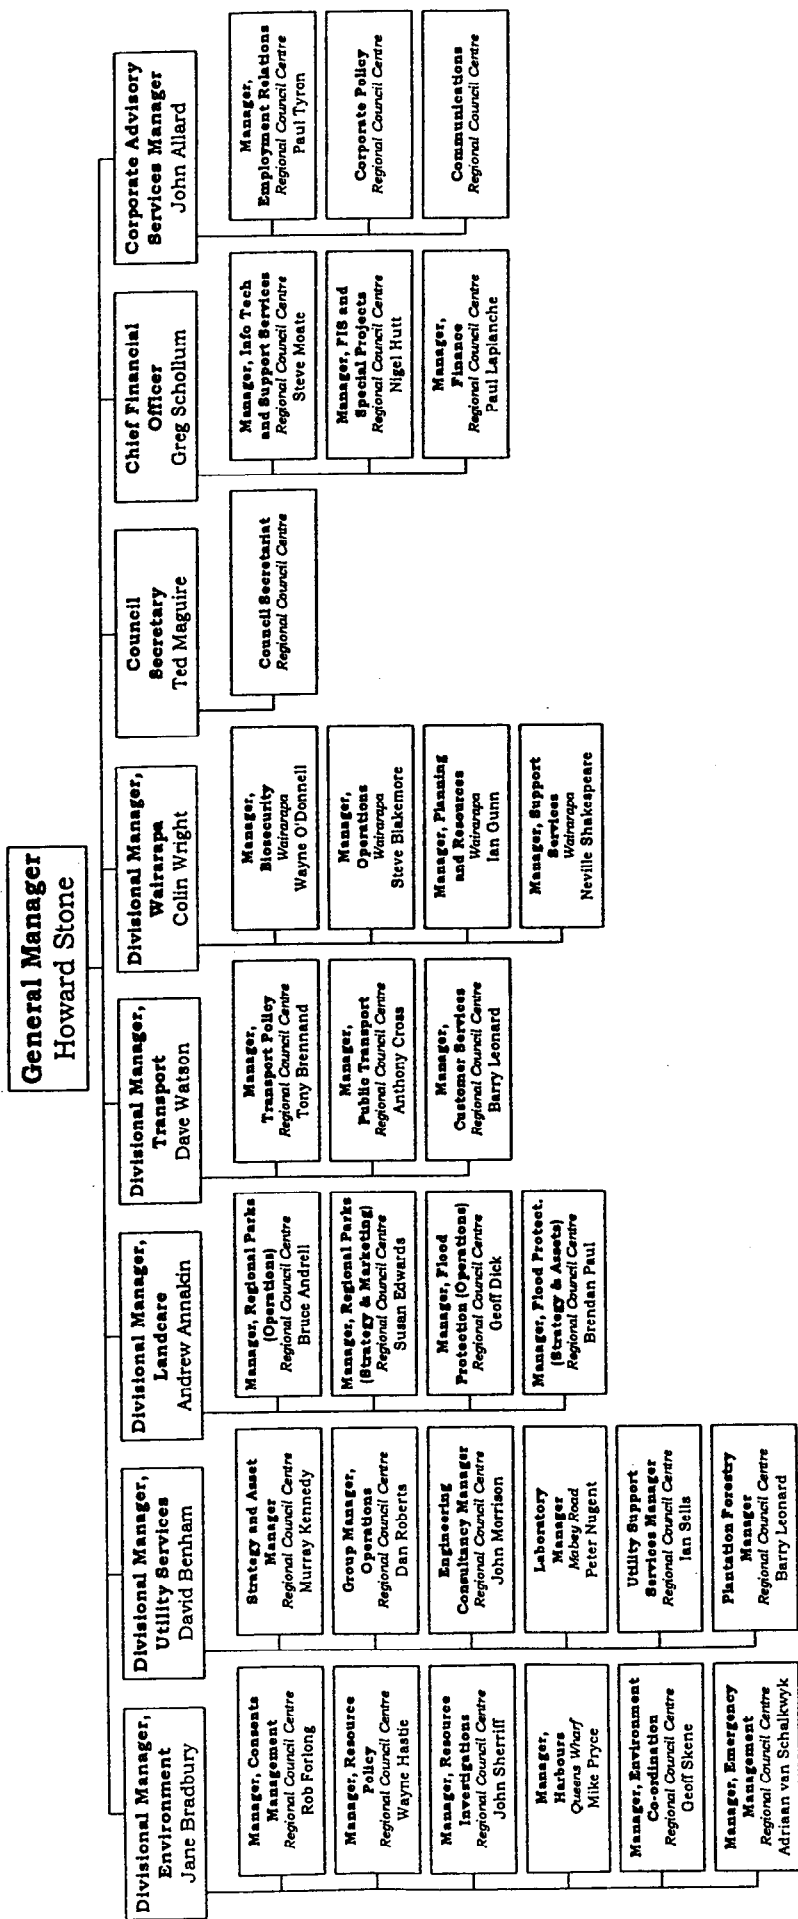 General Manager
Howard Stone
Divisional Manager,
Environment
Jane Bradbury
Manager, Consents
Management
Regional Council Centre
Rob Forlong
Manager, Resource
Policy
Regional Council Centre
Wayne Hastie
Manager, Resource
Investigations
Regional Council Centre
John Sherriff
Manager,
Harbours
Queens Wharf
Mike Pryce
Manager, Environment
Co-ordination
Regional Council Centre
Geoff Skene
Manager, Emergency
Management
Regional Council Centre
Adriaan van Schalkwyk
Divisional Manager,
Utility Services
David Benham
Strategy and Asset
Manager
Regional Council Centre
Murray Kennedy
Group Manager,
Operations
Regional Council Centre
Dan Roberts
Engineering
Consultancy Manager
Regional Council Centre
John Morrison
Laboratory
Manager
Mabey Road
Peter Nugent
Utility Support
Services Manager
Regional Council Centre
Ian Sells
Plantation Forestry
Manager
Regional Council Centre
Barry Leonard
Divisional Manager,
Landcare
Andrew Annakin
Manager, Regional Parks
(Operations)
Regional Council Centre
Bruce Andrell
Manager, Regional Parks
(Strategy & Marketing)
Regional Council Centre
Susan Edwards
Manager, Flood
Protection (Operations)
Regional Council Centre
Geoff Dick
Manager, Flood Protect.
(Strategy & Assets)
Regional Council Centre
Brendan Paul
Divisional Manager,
Transport
Dave Watson
Manager,
Transport Policy
Regional Council Centre
Tony Brennand
Manager,
Public Transport
Regional Council Centre
Anthony Cross
Manager,
Customer Services
Regional Council Centre
Barry Leonard
Divisional Manager,
Wairarapa
Colin Wright
Manager,
Biosecurity
Wairarapa
Wayne O'Donnell
Manager,
Operations
Wairarapa
Steve Blakemore
Manager, Planning
and Resources
Wairarapa
Ian Gunn
Manager, Support
Services
Wairarapa
Neville Shakespeare
Council
Secretary
Ted Maguire
Council Secretariat
Regional Council Centre
Chief Financial
Officer
Greg Schollum
Manager, Info Tech
and Support Services
Regional Council Centre
Steve Moate
Manager, FIS and
Special Projects
Regional Council Centre
Nigel Hutt
Manager,
Finance
Regional Council Centre
Paul Laplanche
Corporate Advisory
Services Manager
John Allard
Manager,
Employment Relations
Regional Council Centre
Paul Tyron
Corporate Policy
Regional Council Centre
Communications
Regional Council Centre